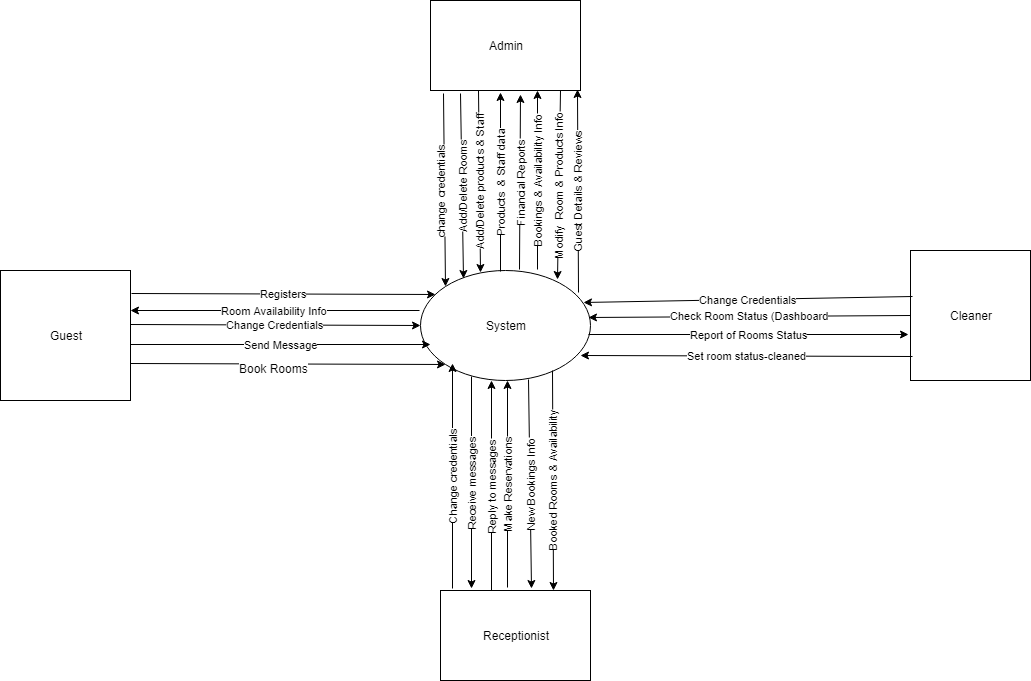 Admin
change credentials
Add/Delete Rooms
Add/Delete products & Staff
Products & Staff data
Financial Reports
Bookings & Availability Info
Modify Room & Products Info
Guest Details & Reviews
Guest
Registers
Room Availability Info
Change Credentials
Send Message
Book Rooms
System
Cleaner
Change Credentials
Check Room Status (Dashboard
Report of Rooms Status
Set room status-cleaned
Change credentials
Receive messages
Reply to messages
Make Reservations
New Bookings Info
Booked Rooms & Availability
Receptionist